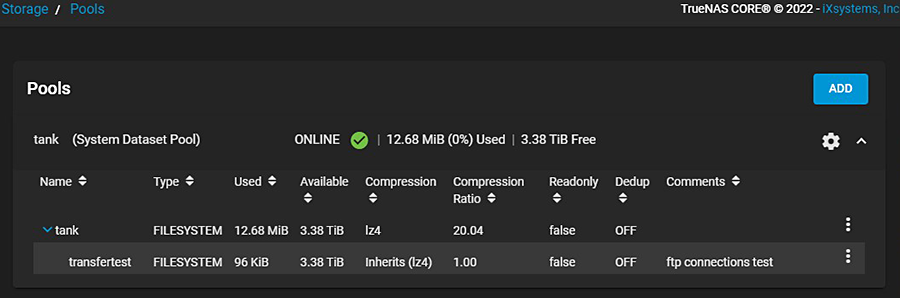 Storage / Pools TrueNAS CORE® © 2022 - iXsystems, Inc
Pools
ADD
tank (System Dataset Pool) ONLINE | 12.68 MiB (0%) Used | 3.38 TiB Free
Name Type Used Available Compression Compression Ratio Readonly Dedup Comments
tank FILESYSTEM 12.68 MiB 3.38 TiB lz4 20.04 false OFF
transfertest FILESYSTEM 96 KiB 3.38 TiB Inherits (lz4) 1.00 false OFF ftp connections test